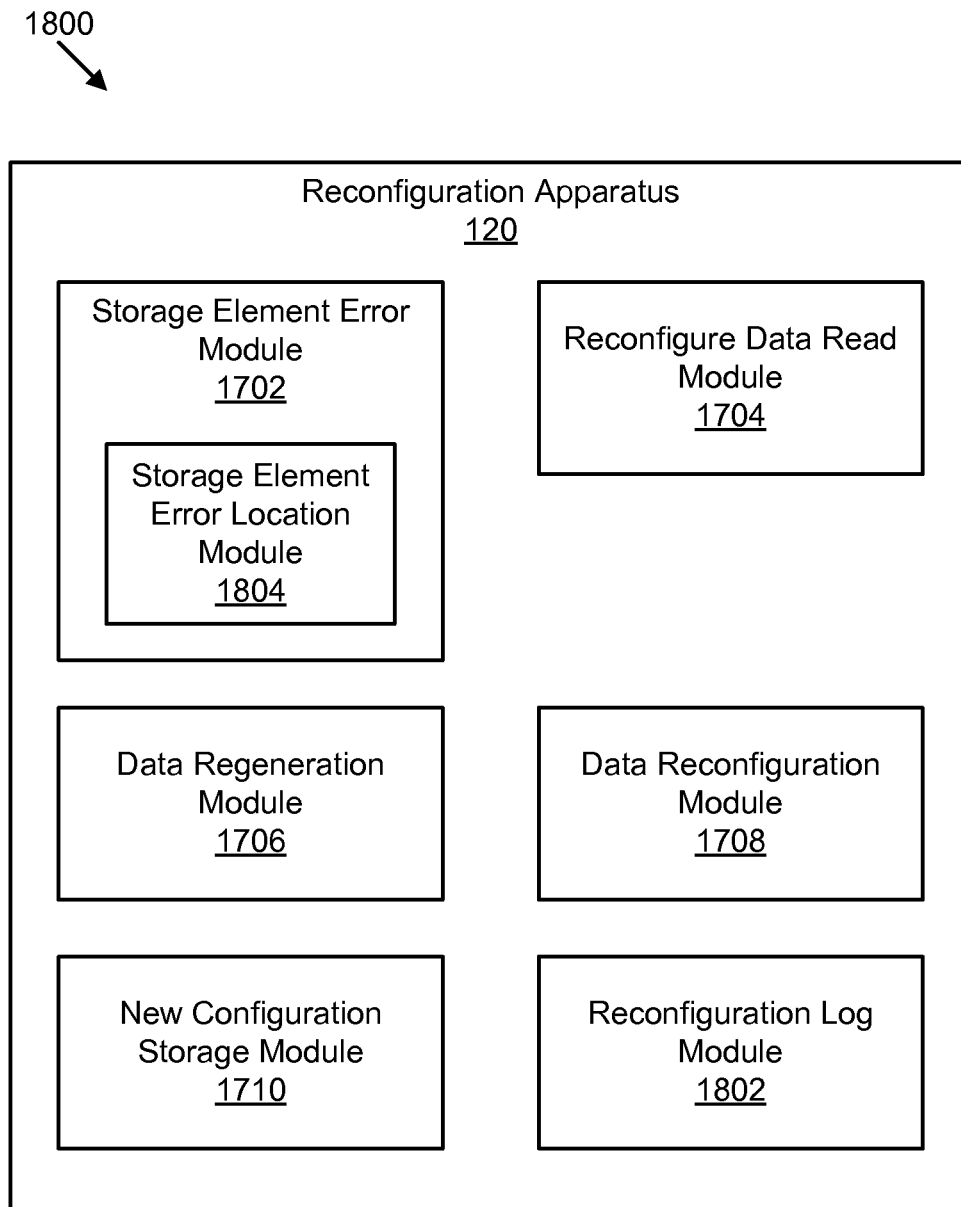 1800
Reconfiguration Apparatus
120
Storage Element Error
Module
1702
Storage Element
Error Location
Module
1804
Reconfigure Data Read
Module
1704
Data Regeneration
Module
1706
Data Reconfiguration
Module
1708
New Configuration
Storage Module
1710
Reconfiguration Log
Module
1802